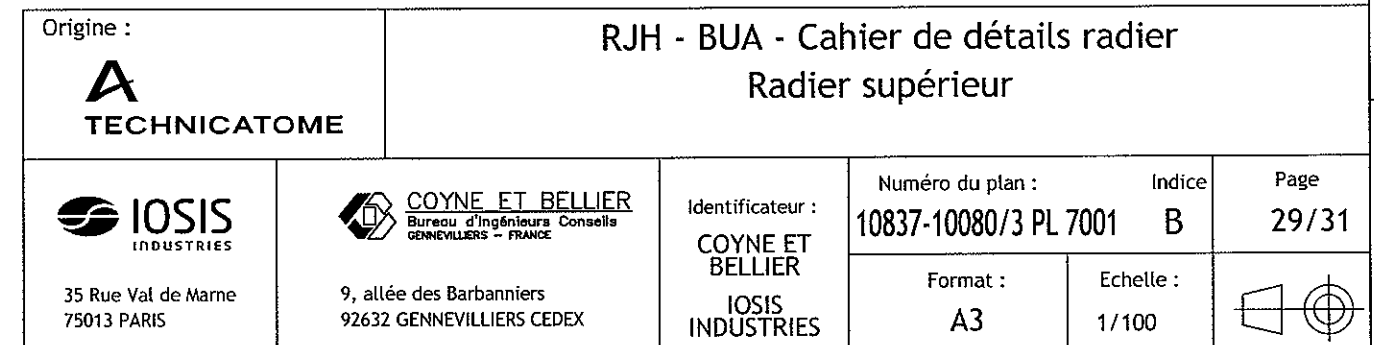 Origine :
TECHNICATOME
RJH - BUA - Cahier de détails radier
Radier supérieur
IOSIS
INDUSTRIES
35 Rue Val de Marne
75013 PARIS
COYNE ET BELLIER
Bureau d'Ingénieurs Conseils
GENNEVILLIERS - FRANCE
9, allée des Barbanniers
92632 GENNEVILLIERS CEDEX
Identificateur :
COYNE ET
BELLIER
IOSIS
INDUSTRIES
Numéro du plan :
10837-10080/3 PL 7001
Indice
B
Page
29/31
Format :
A3
Echelle :
1/100